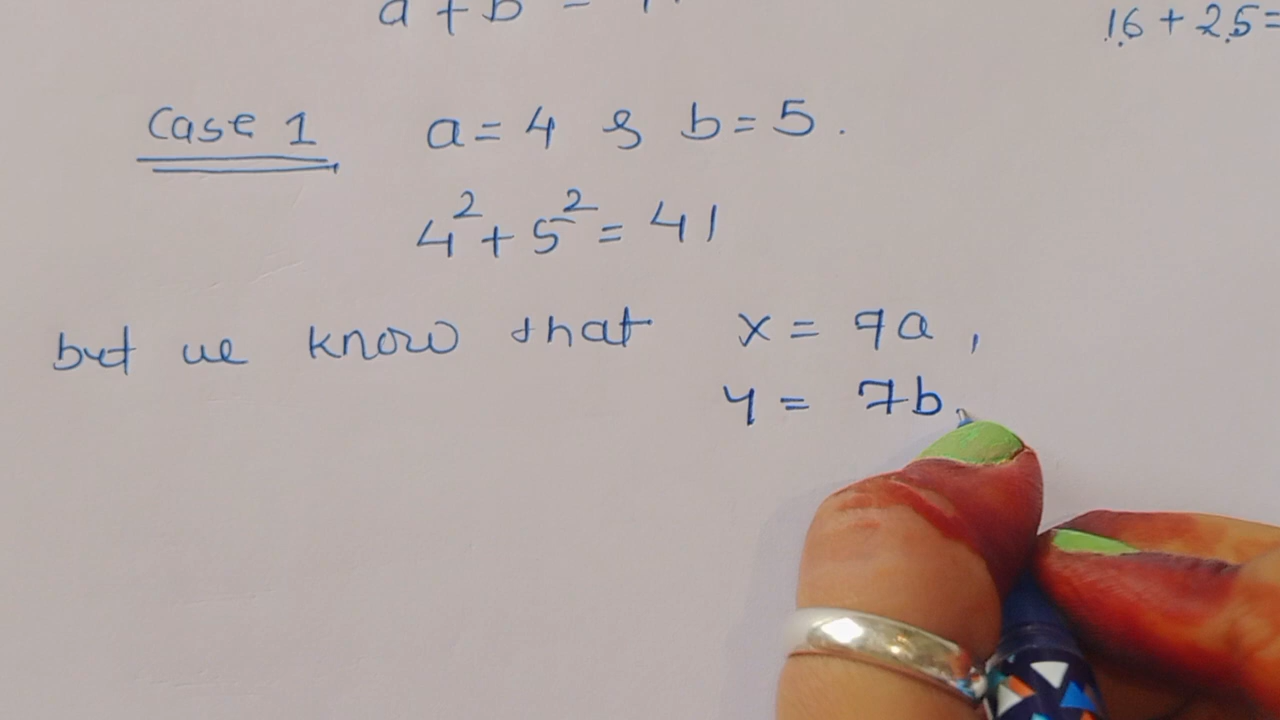 a + b =
16 + 25 =
Case 1 a = 4 & b = 5 .
4² + 5² = 41
but we know that x = 7a ,
y = 7b